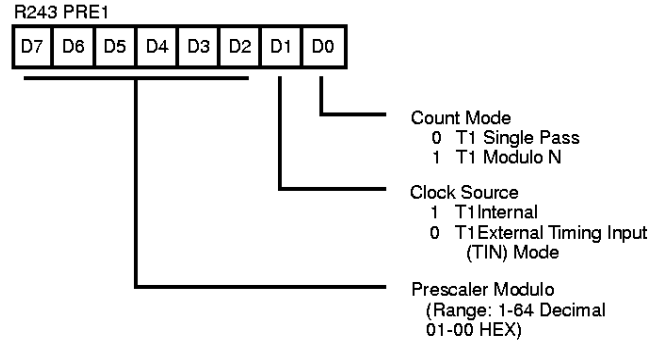 R243 PRE1
D7 D6 D5 D4 D3 D2 D1 D0
Count Mode
0 T1 Single Pass
1 T1 Modulo N
Clock Source
1 T1Internal
0 T1External Timing Input
(TIN) Mode
Prescaler Modulo
(Range: 1-64 Decimal
01-00 HEX)